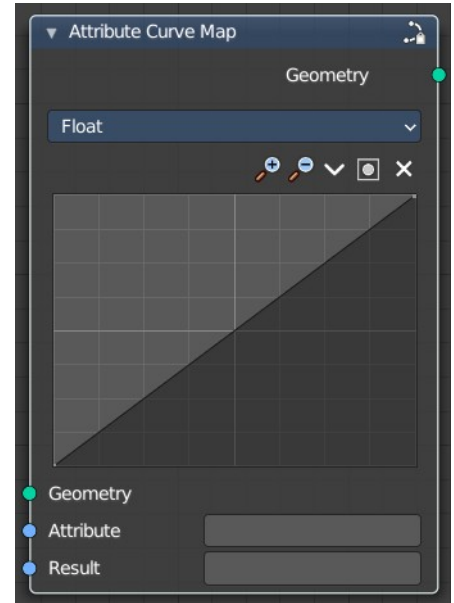 Attribute Curve Map
Geometry
Float
Geometry
Attribute
Result